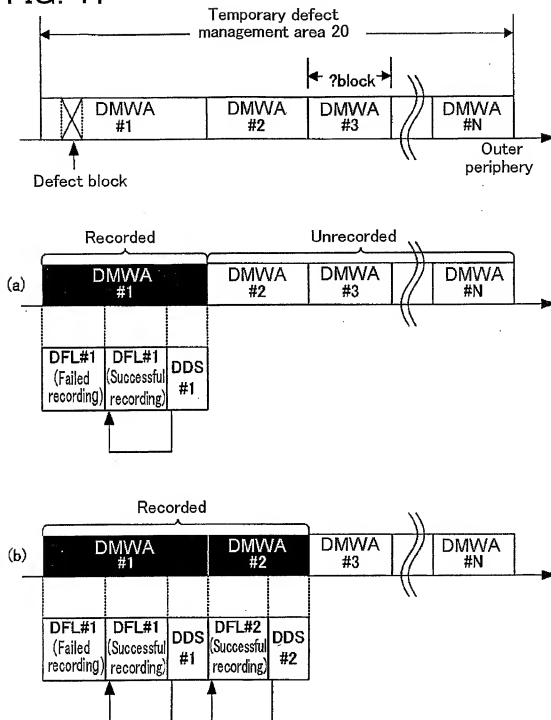 Temporary defect
management area 20
?block
DMWA #1
DMWA #2
DMWA #3
DMWA #N
Outer periphery
Defect block
Recorded
Unrecorded
(a)
DMWA #1
DMWA #2
DMWA #3
DMWA #N
DFL#1 (Failed recording)
DFL#1 (Successful recording)
DDS #1
Recorded
(b)
DMWA #1
DMWA #2
DMWA #3
DMWA #N
DFL#1 (Failed recording)
DFL#1 (Successful recording)
DDS #1
DFL#2 (Successful recording)
DDS #2